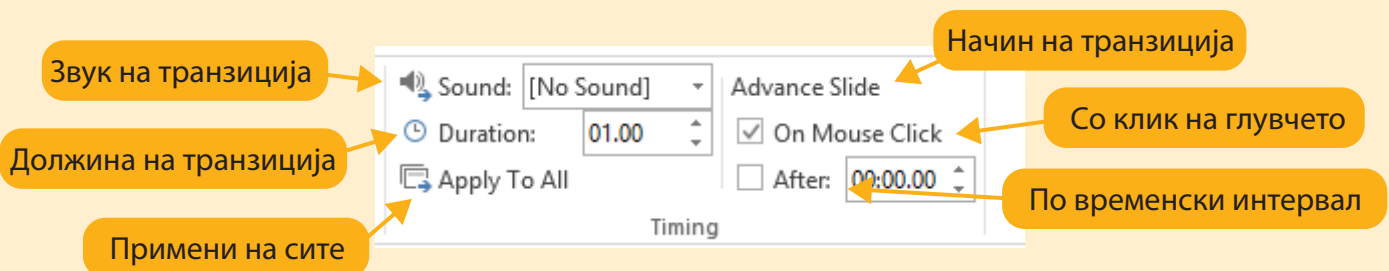 Начин на транзиција
Звук на транзиција
Sound: [No Sound]
Advance Slide
Со клик на глувчето
Duration: 01.00
On Mouse Click
Должина на транзиција
Apply To All
After: 00:00.00
По временски интервал
Timing
Примени на сите